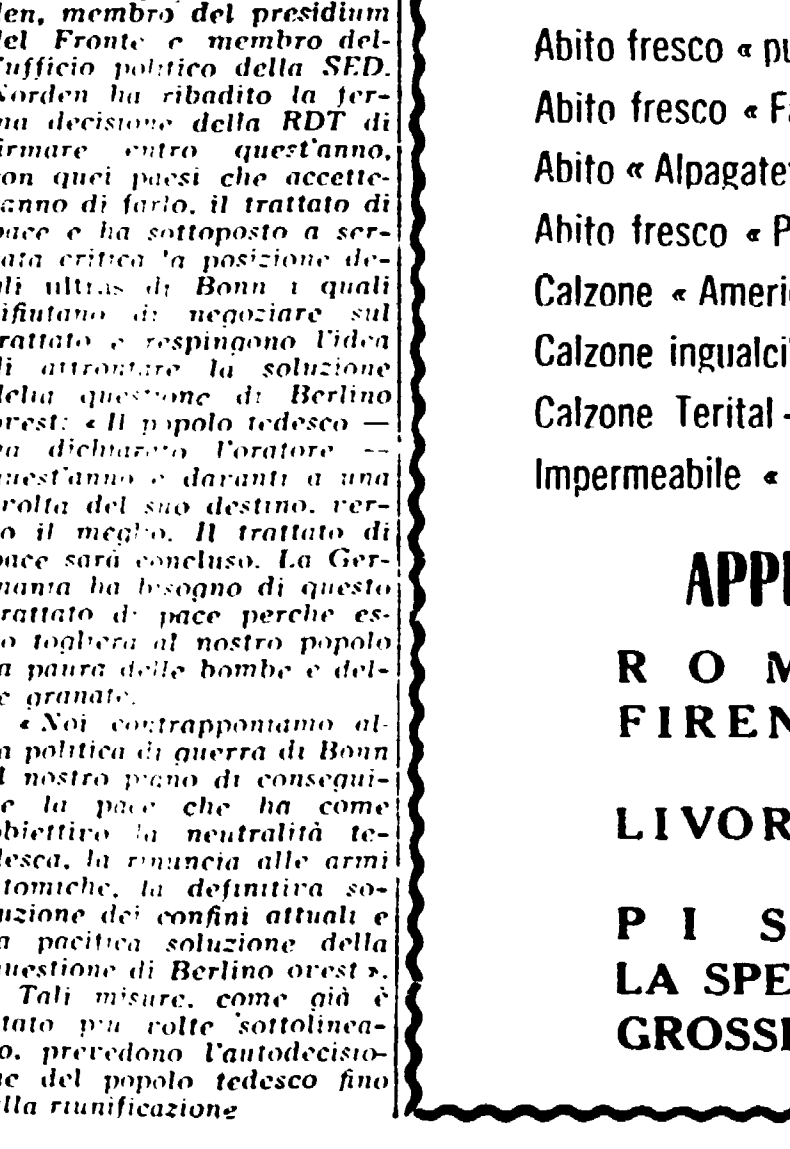 den, membro del presidium
del Fronte e membro del-
l'ufficio politico della SED.
Norden ha ribadito la fer-
ma decisione della RDT di
firmare entro quest'anno,
con quei paesi che accette-
ranno di farlo, il trattato di
pace e ha sottoposto a ser-
rata critica la posizione de-
gli ultras di Bonn i quali
rifiutano di negoziare sul
trattato e respingono l'idea
di affrontare la soluzione
della questione di Berlino
ovest: « Il popolo tedesco —
ha dichiarato l'oratore —
quest'anno è davanti a una
svolta del suo destino, ver-
so il meglio. Il trattato di
pace sarà concluso. La Ger-
mania ha bisogno di questo
trattato di pace perché es-
so toglierà al nostro popolo
la paura delle bombe e del-
le granate.
« Noi contrapponiamo al-
la politica di guerra di Bonn
il nostro piano di consegui-
re la pace che ha come
obiettivo la neutralità te-
desca, la rinuncia alle armi
atomiche, la definitiva so-
luzione dei confini attuali e
la pacifica soluzione della
questione di Berlino ovest ».
Tali misure, come già è
stato più volte sottolinea-
to, prevedono l'autodecisio-
ne del popolo tedesco fino
alla riunificazione
Abito fresco « pu
Abito fresco « Fa
Abito « Alpagate
Abito fresco « P
Calzone « Ameri
Calzone ingualci
Calzone Terital -
Impermeabile «
APP
ROM
FIREN
LIVOR
PIS
LA SPE
GROSS